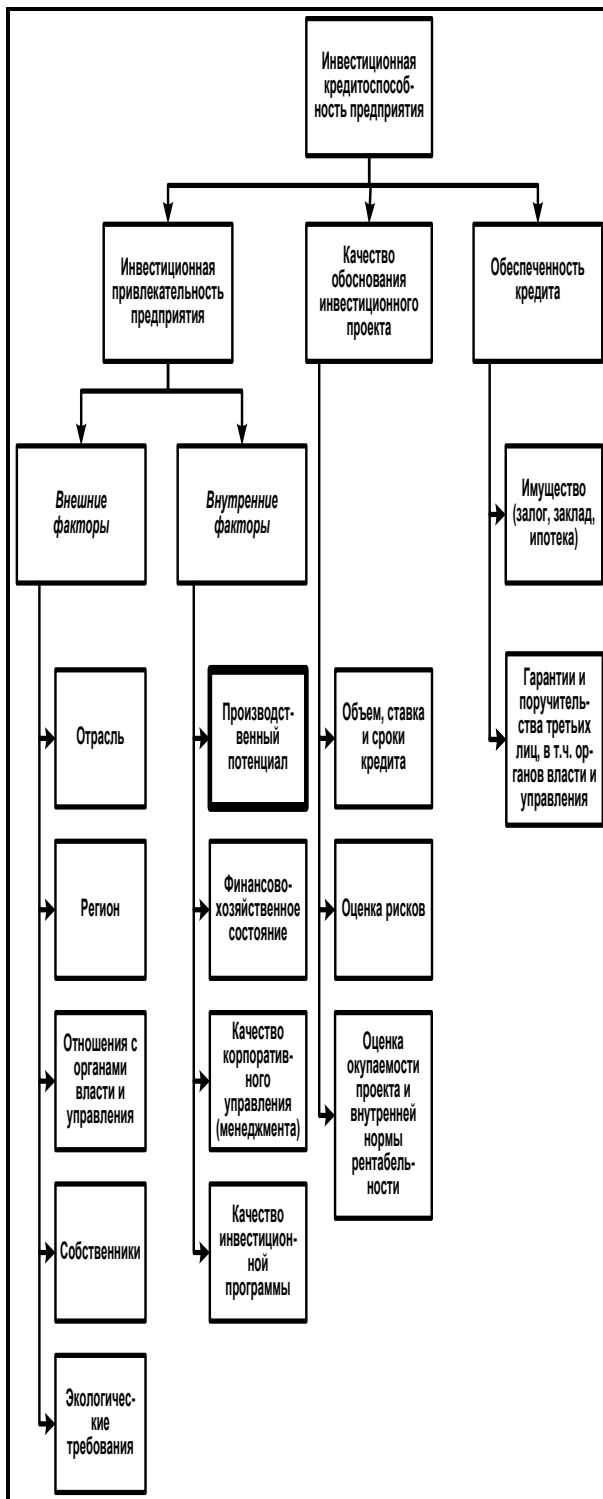 Инвестиционная
кредитоспособ-
ность предприятия
Инвестиционная
привлекательность
предприятия
Качество
обоснования
инвестиционного
проекта
Обеспеченность
кредита
Внешние
факторы
Внутренние
факторы
Имущество
(залог, заклад,
ипотека)
Отрасль
Производст-
венный
потенциал
Объем, ставка
и сроки
кредита
Гарантии и
поручитель-
ства третьих
лиц, в т.ч. ор-
ганов власти и
управления
Регион
Финансово-
хозяйственное
состояние
Оценка рисков
Отношения с
органами
власти и
управления
Качество
корпоратив-
ного
управления
(менеджмента)
Оценка
окупаемости
проекта и
внутренней
нормы
рентабель-
ности
Собственники
Качество
инвестицион-
ной
программы
Экологичес-
кие
требования